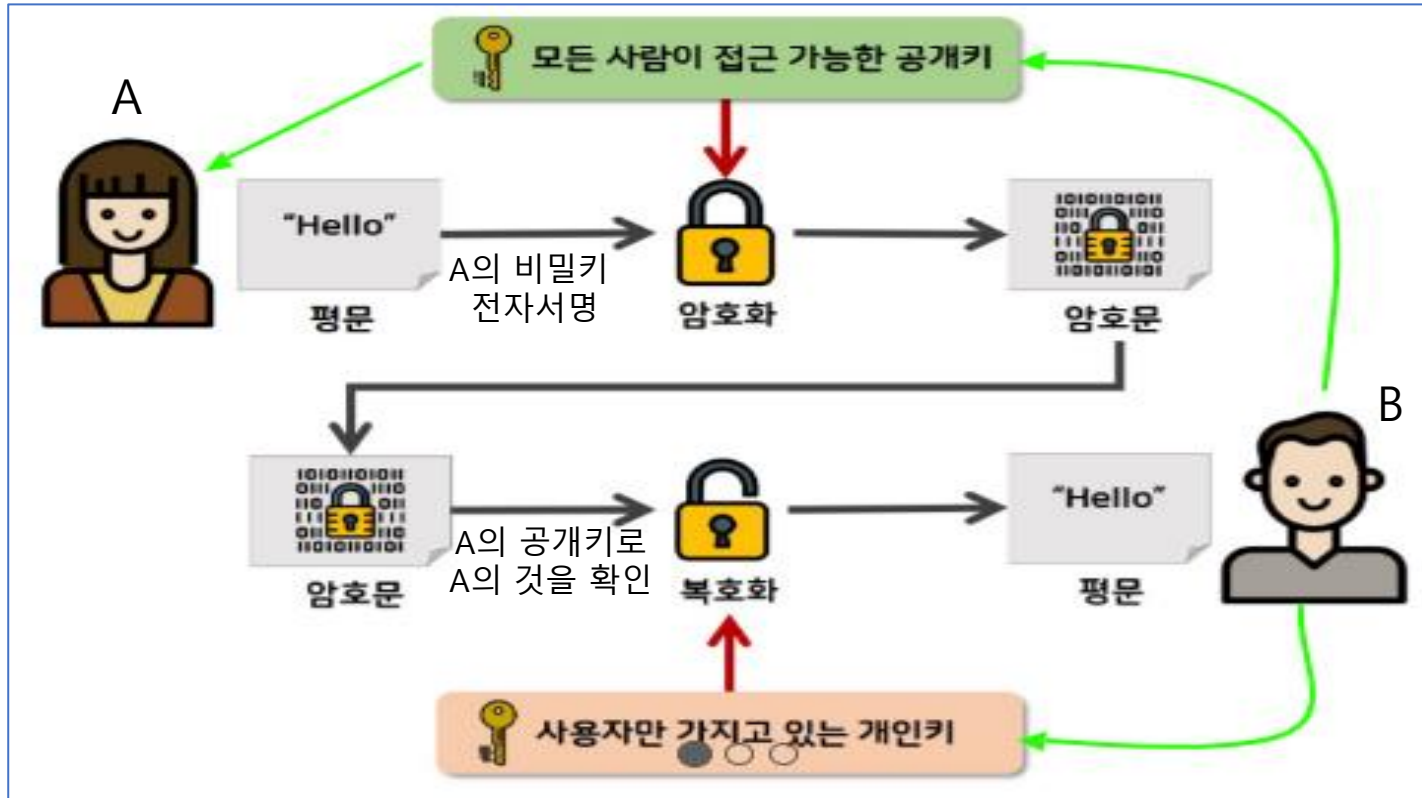 모든 사람이 접근 가능한 공개키
A
"Hello"
A의 비밀키
전자서명
평문
암호화
암호문
B
"Hello"
A의 공개키로
A의 것을 확인
암호문
복호화
평문
사용자만 가지고 있는 개인키